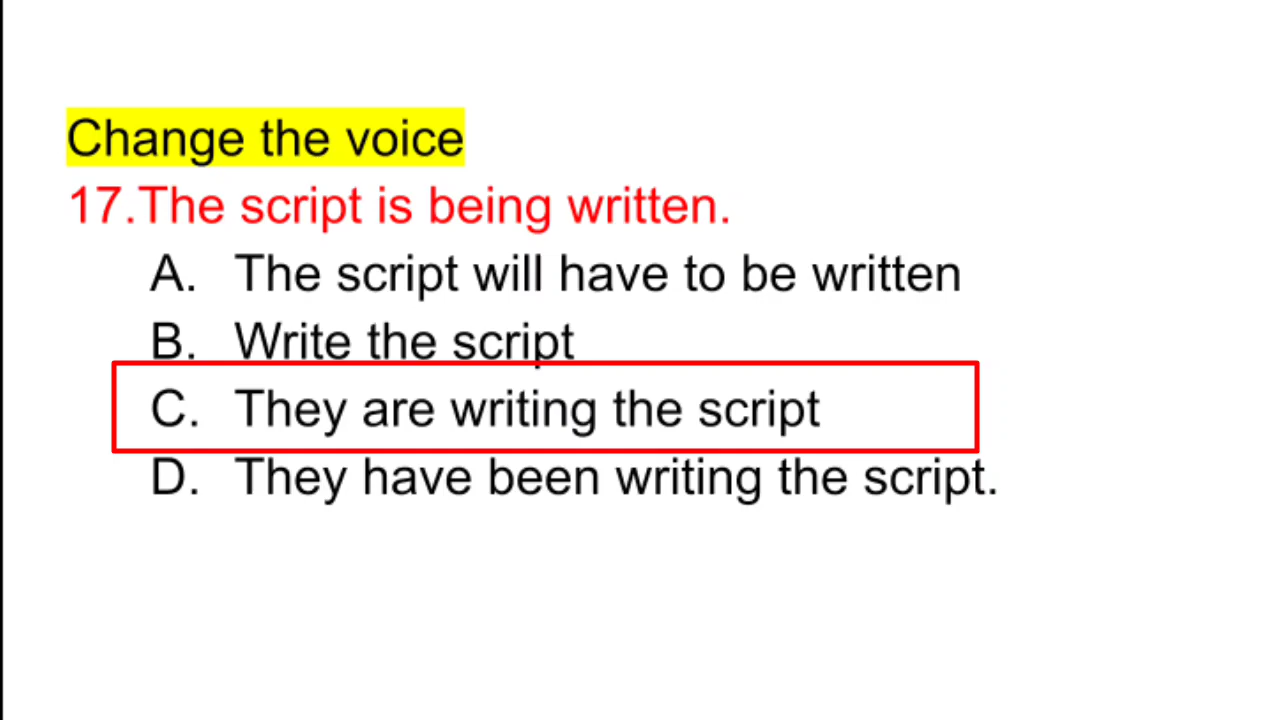 Change the voice
17.The script is being written.
A. The script will have to be written
B. Write the script
C. They are writing the script
D. They have been writing the script.